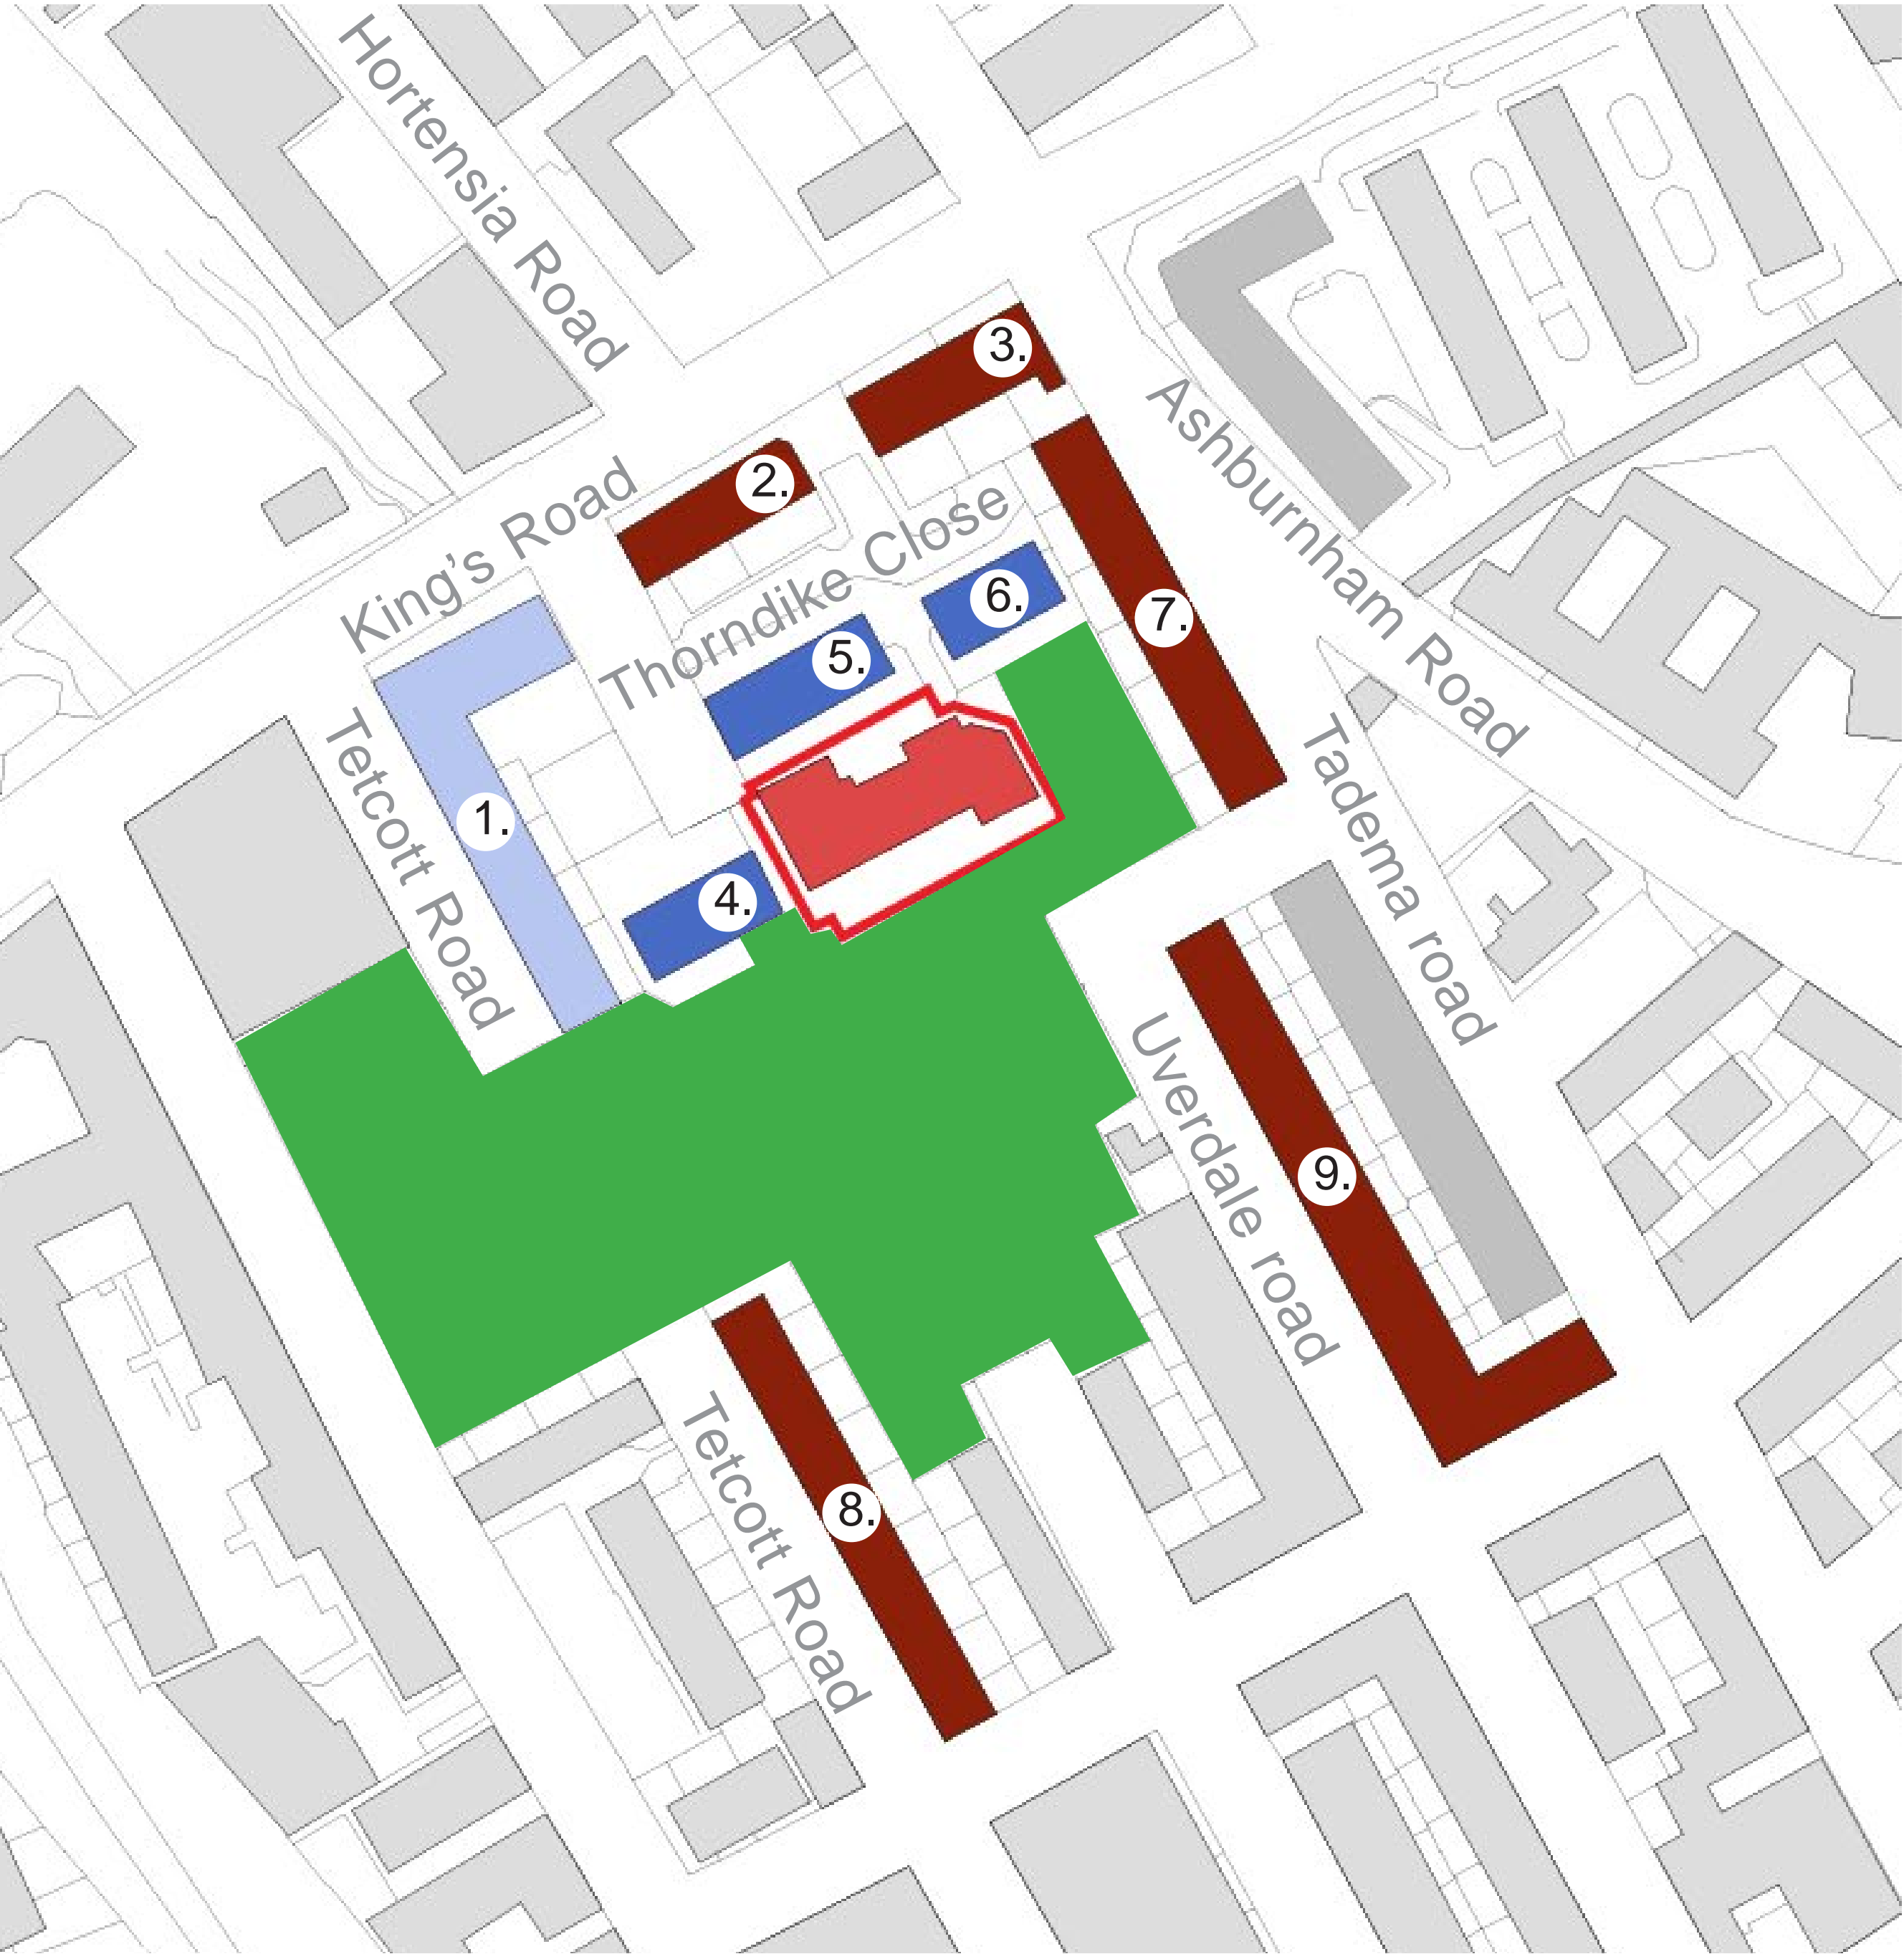 Hortensia Road
3.
Ashburnham Road
2.
King's Road
Thorndike Close
6.
7.
5.
Tetcott Road
1.
Tadema road
4.
Uverdale road
9.
Tetcott Road
8.